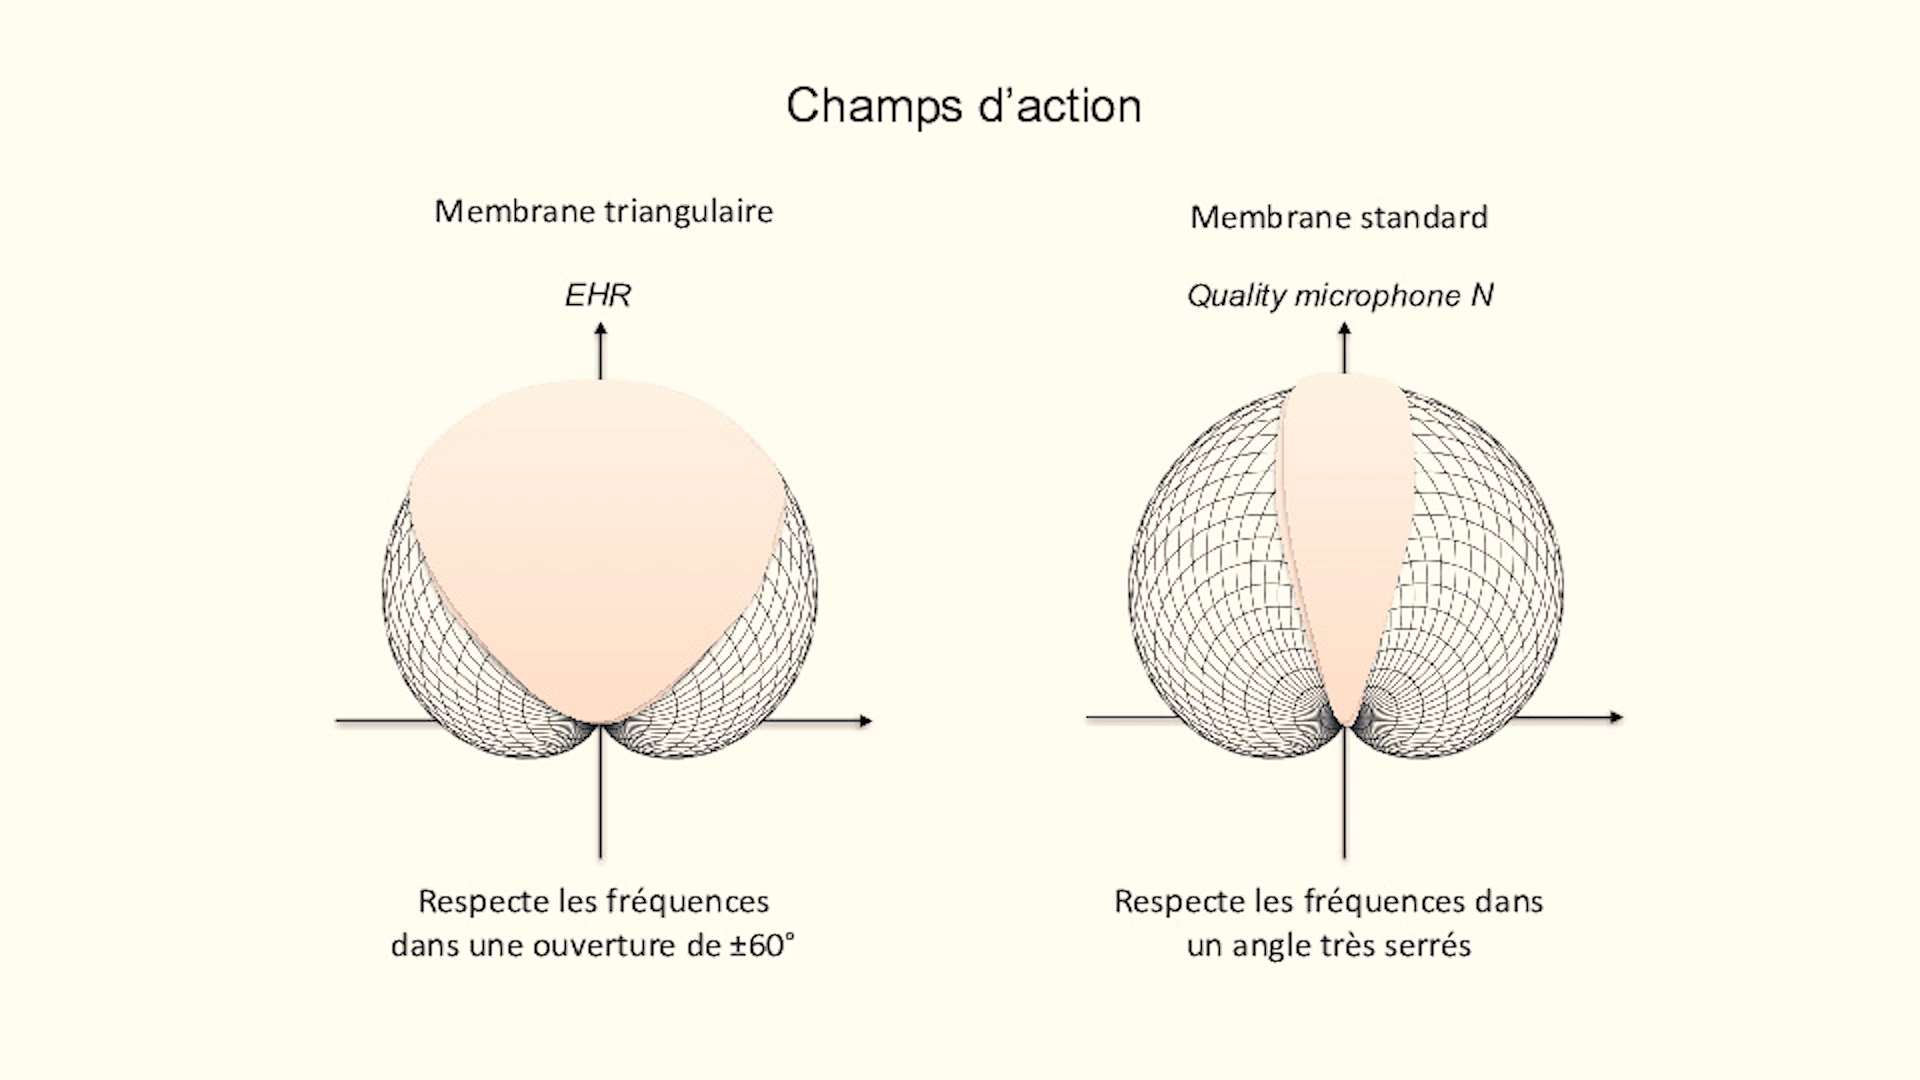 Champs d’action
Membrane triangulaire
EHR
Respecte les fréquences
dans une ouverture de ±60°
Membrane standard
Quality microphone N
Respecte les fréquences dans
un angle très serrés